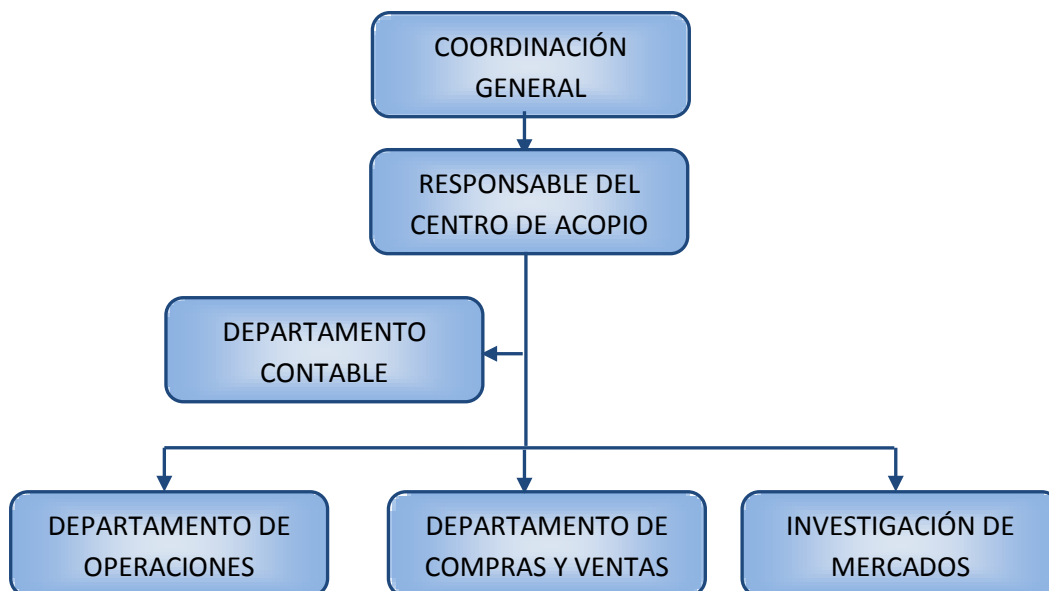 COORDINACIÓN
GENERAL
RESPONSABLE DEL
CENTRO DE ACOPIO
DEPARTAMENTO
CONTABLE
DEPARTAMENTO DE
OPERACIONES
DEPARTAMENTO DE
COMPRAS Y VENTAS
INVESTIGACIÓN DE
MERCADOS